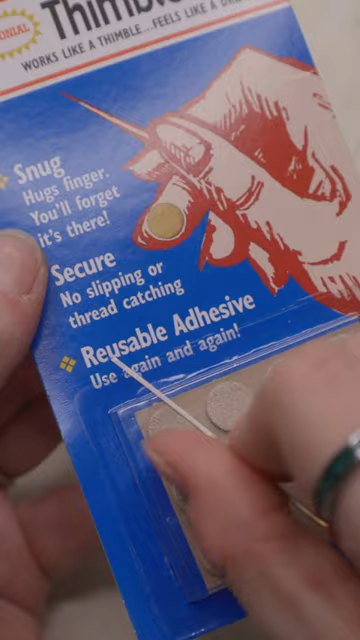 WORKS LIKE A THIMBLE...FEELS LIKE A
Snug
Hugs finger.
You'll forget
it's there!
Secure
No slipping or
thread catching
Reusable Adhesive
Use again and again!